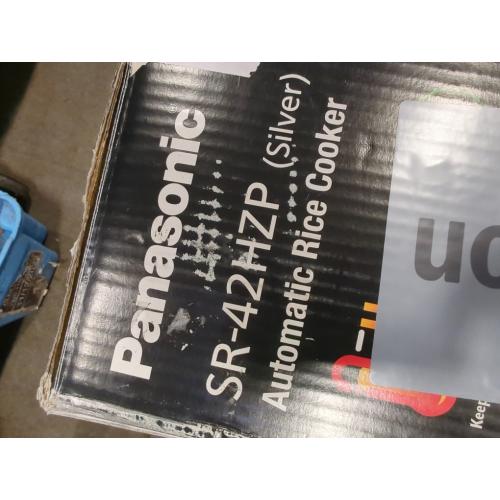 Panasonic
SR-42HZP (Silver)
Automatic Rice Cooker
Keep